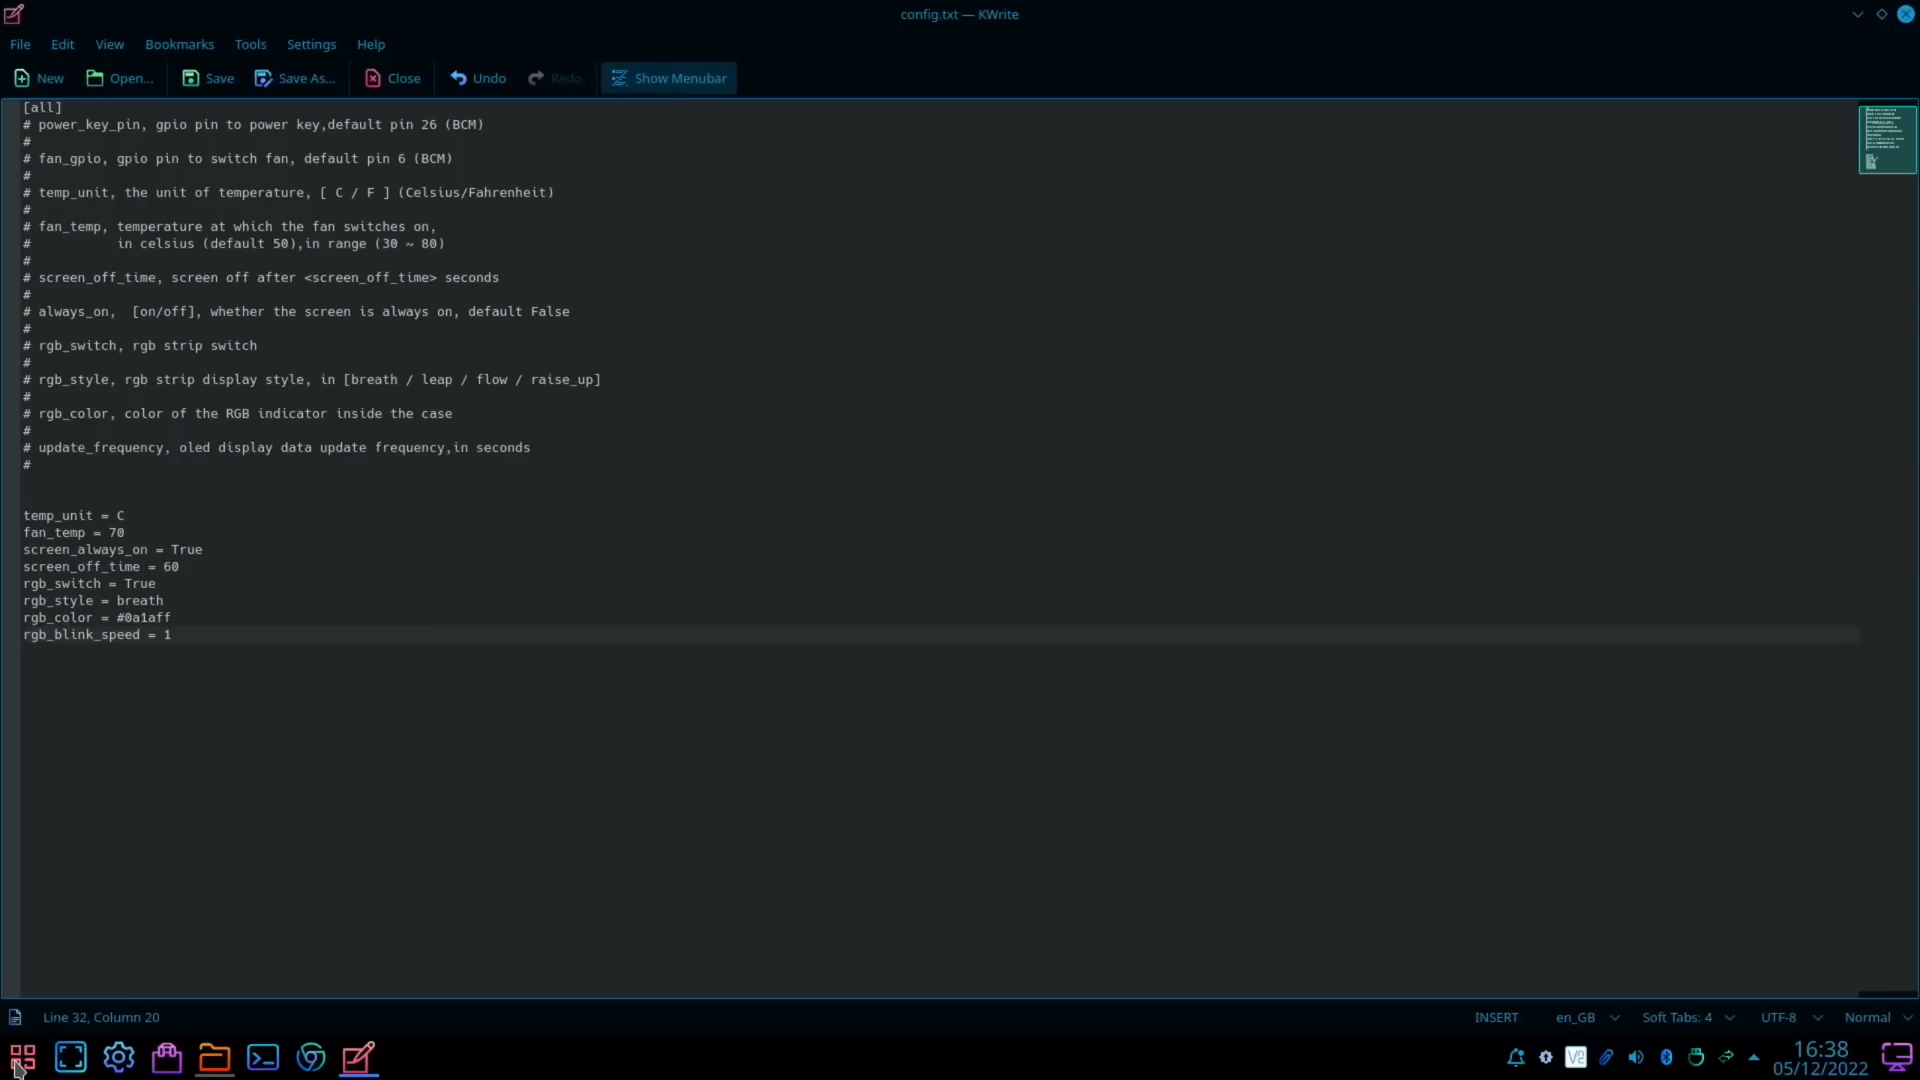 config.txt — KWrite
File Edit View Bookmarks Tools Settings Help
New Open... Save Save As... Close Undo Redo Show Menubar
[all]
# power_key_pin, gpio pin to power key,default pin 26 (BCM)
#
# fan_gpio, gpio pin to switch fan, default pin 6 (BCM)
#
# temp_unit, the unit of temperature, [ C / F ] (Celsius/Fahrenheit)
#
# fan_temp, temperature at which the fan switches on,
#           in celsius (default 50),in range (30 ~ 80)
#
# screen_off_time, screen off after <screen_off_time> seconds
#
# always_on,  [on/off], whether the screen is always on, default False
#
# rgb_switch, rgb strip switch
#
# rgb_style, rgb strip display style, in [breath / leap / flow / raise_up]
#
# rgb_color, color of the RGB indicator inside the case
#
# update_frequency, oled display data update frequency,in seconds
#
temp_unit = C
fan_temp = 70
screen_always_on = True
screen_off_time = 60
rgb_switch = True
rgb_style = breath
rgb_color = #0a1aff
rgb_blink_speed = 1
Line 32, Column 20 INSERT en_GB Soft Tabs: 4 UTF-8 Normal
16:38
05/12/2022